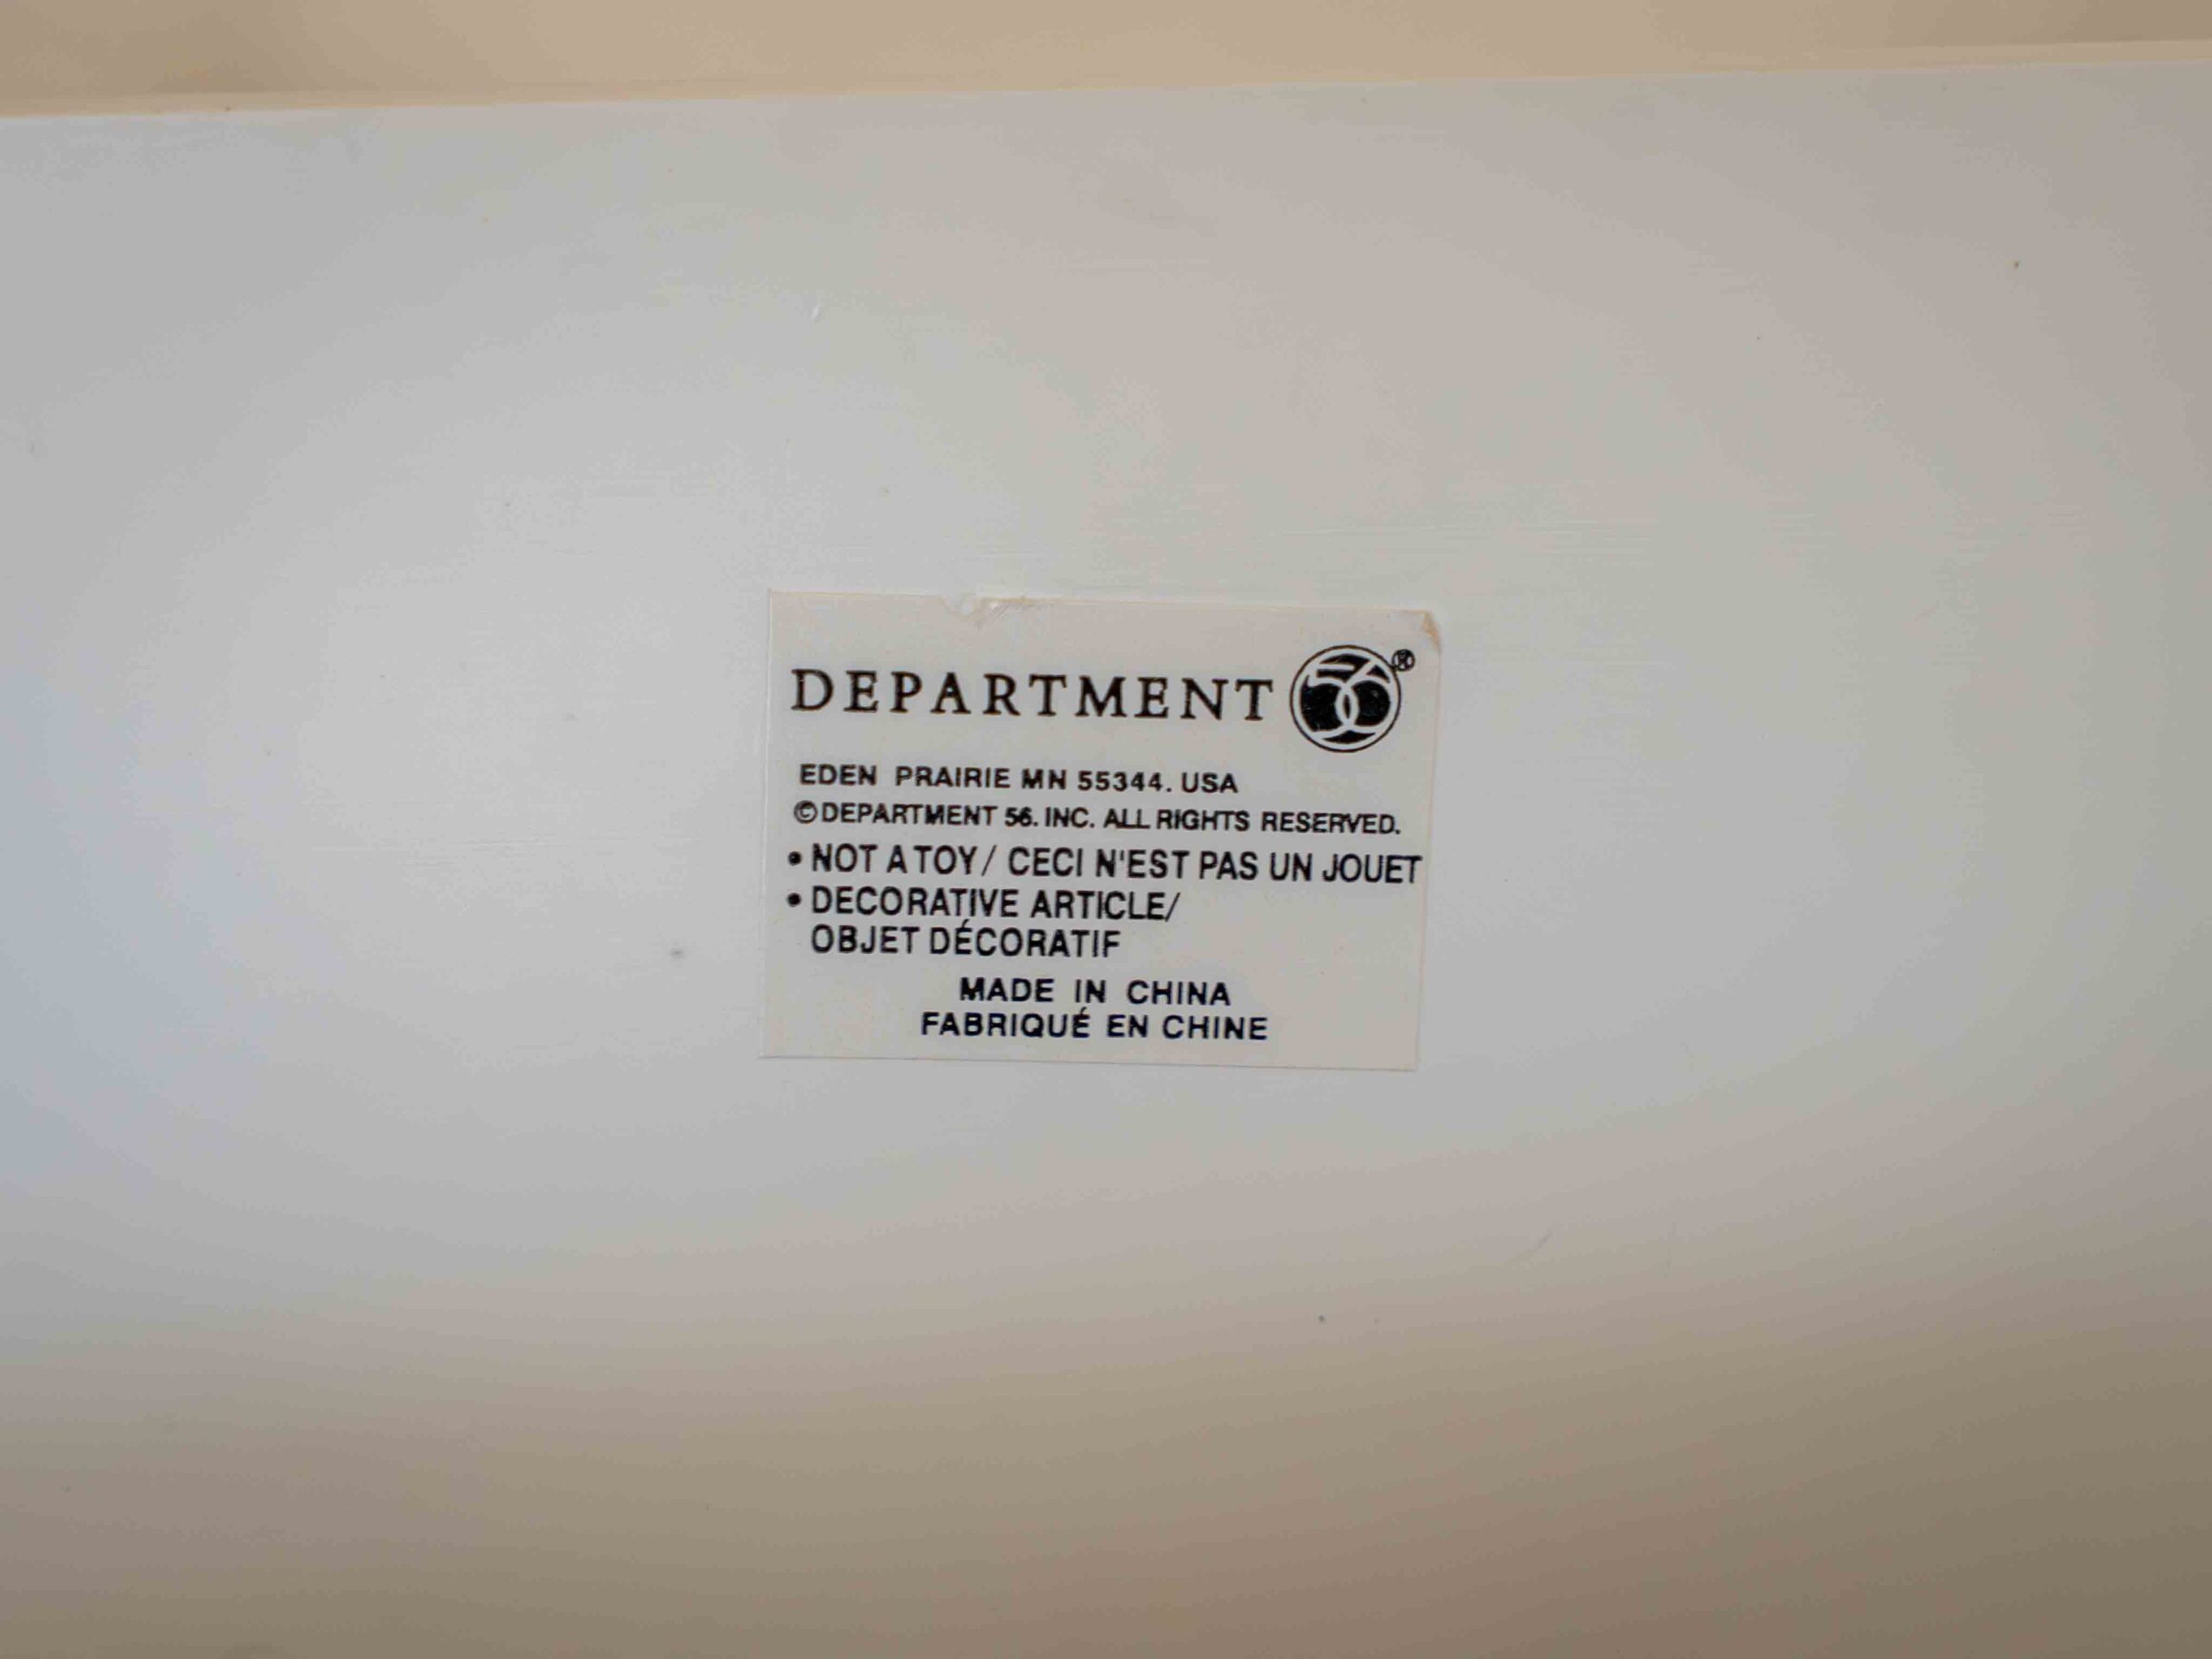 DEPARTMENT 56®
EDEN PRAIRIE MN 55344. USA
©DEPARTMENT 56. INC. ALL RIGHTS RESERVED.
• NOT A TOY / CECI N'EST PAS UN JOUET
• DECORATIVE ARTICLE/
OBJET DÉCORATIF
MADE IN CHINA
FABRIQUÉ EN CHINE